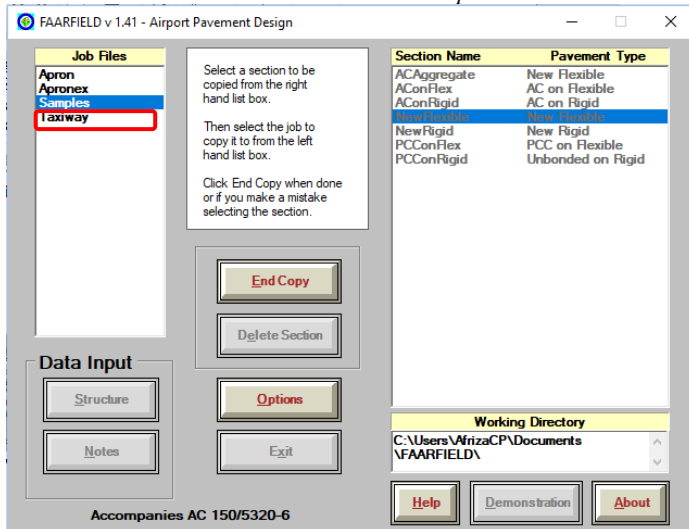 FAARFIELD v 1.41 - Airport Pavement Design
Job Files
Apron
Apronex
Samples
Taxiway
Select a section to be
copied from the right
hand list box.
Then select the job to
copy it to from the left
hand list box.
Click End Copy when done
or if you make a mistake
selecting the section.
End Copy
Delete Section
Data Input
Structure
Options
Notes
Exit
Accompanies AC 150/5320-6
Section Name Pavement Type
ACAggregate New Flexible
AConFlex AC on Flexible
AConRigid AC on Rigid
NewFlexible New Flexible
NewRigid New Rigid
PCConFlex PCC on Flexible
PCConRigid Unbonded on Rigid
Working Directory
C:\Users\AfrizaCP\Documents
\FAARFIELD\
Help Demonstration About